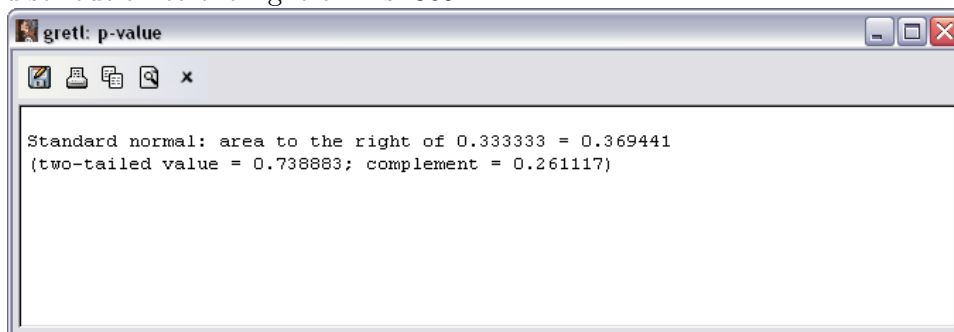 gretl: p-value
Standard normal: area to the right of 0.333333 = 0.369441
(two-tailed value = 0.738883; complement = 0.261117)